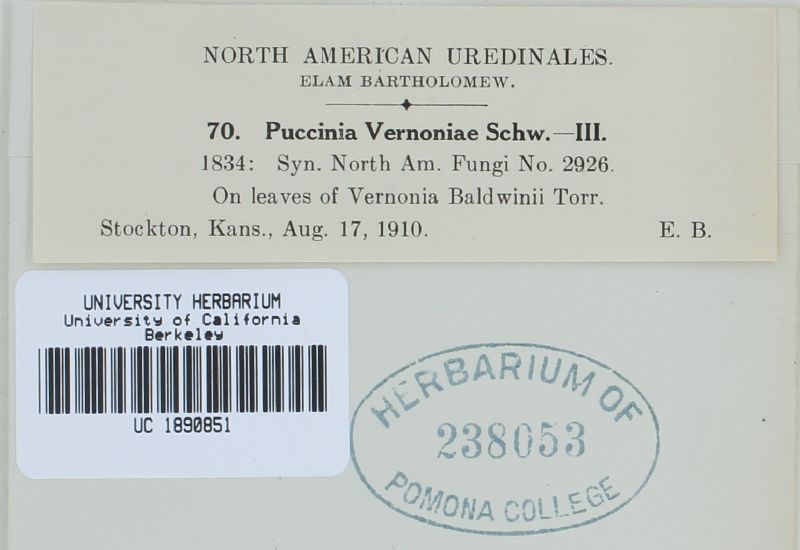 NORTH AMERICAN UREDINALES.
ELAM BARTHOLOMEW.
70. Puccinia Vernoniae Schw.—III.
1834: Syn. North Am. Fungi No. 2926.
On leaves of Vernonia Baldwinii Torr.
Stockton, Kans., Aug. 17, 1910. E. B.
UNIVERSITY HERBARIUM
University of California
Berkeley
UC 1890851
HERBARIUM OF
238053
POMONA COLLEGE